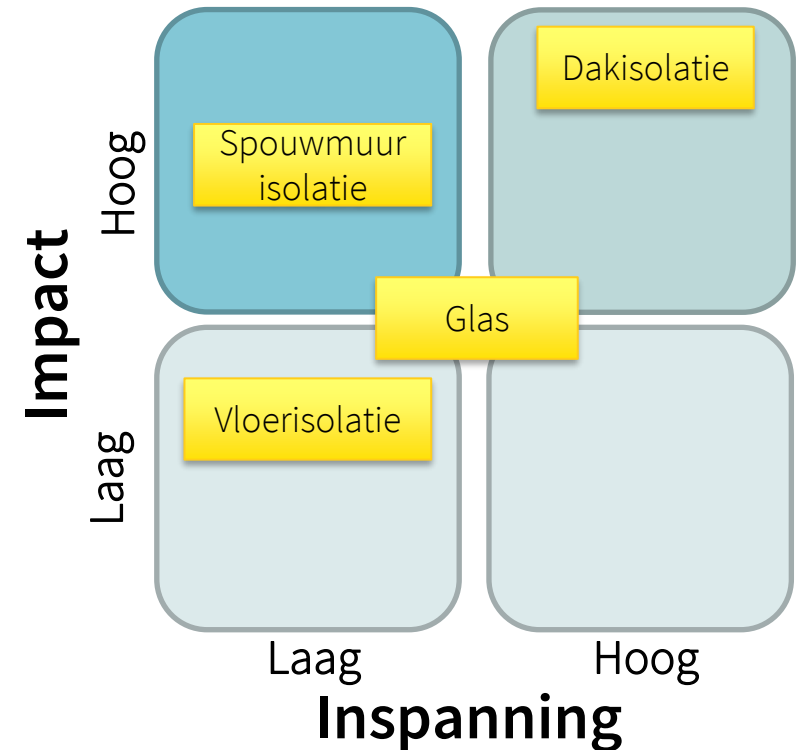 Dakisolatie
Spouwmuur
isolatie
Hoog
Impact
Glas
Vloerisolatie
Laag
Laag
Hoog
Inspanning